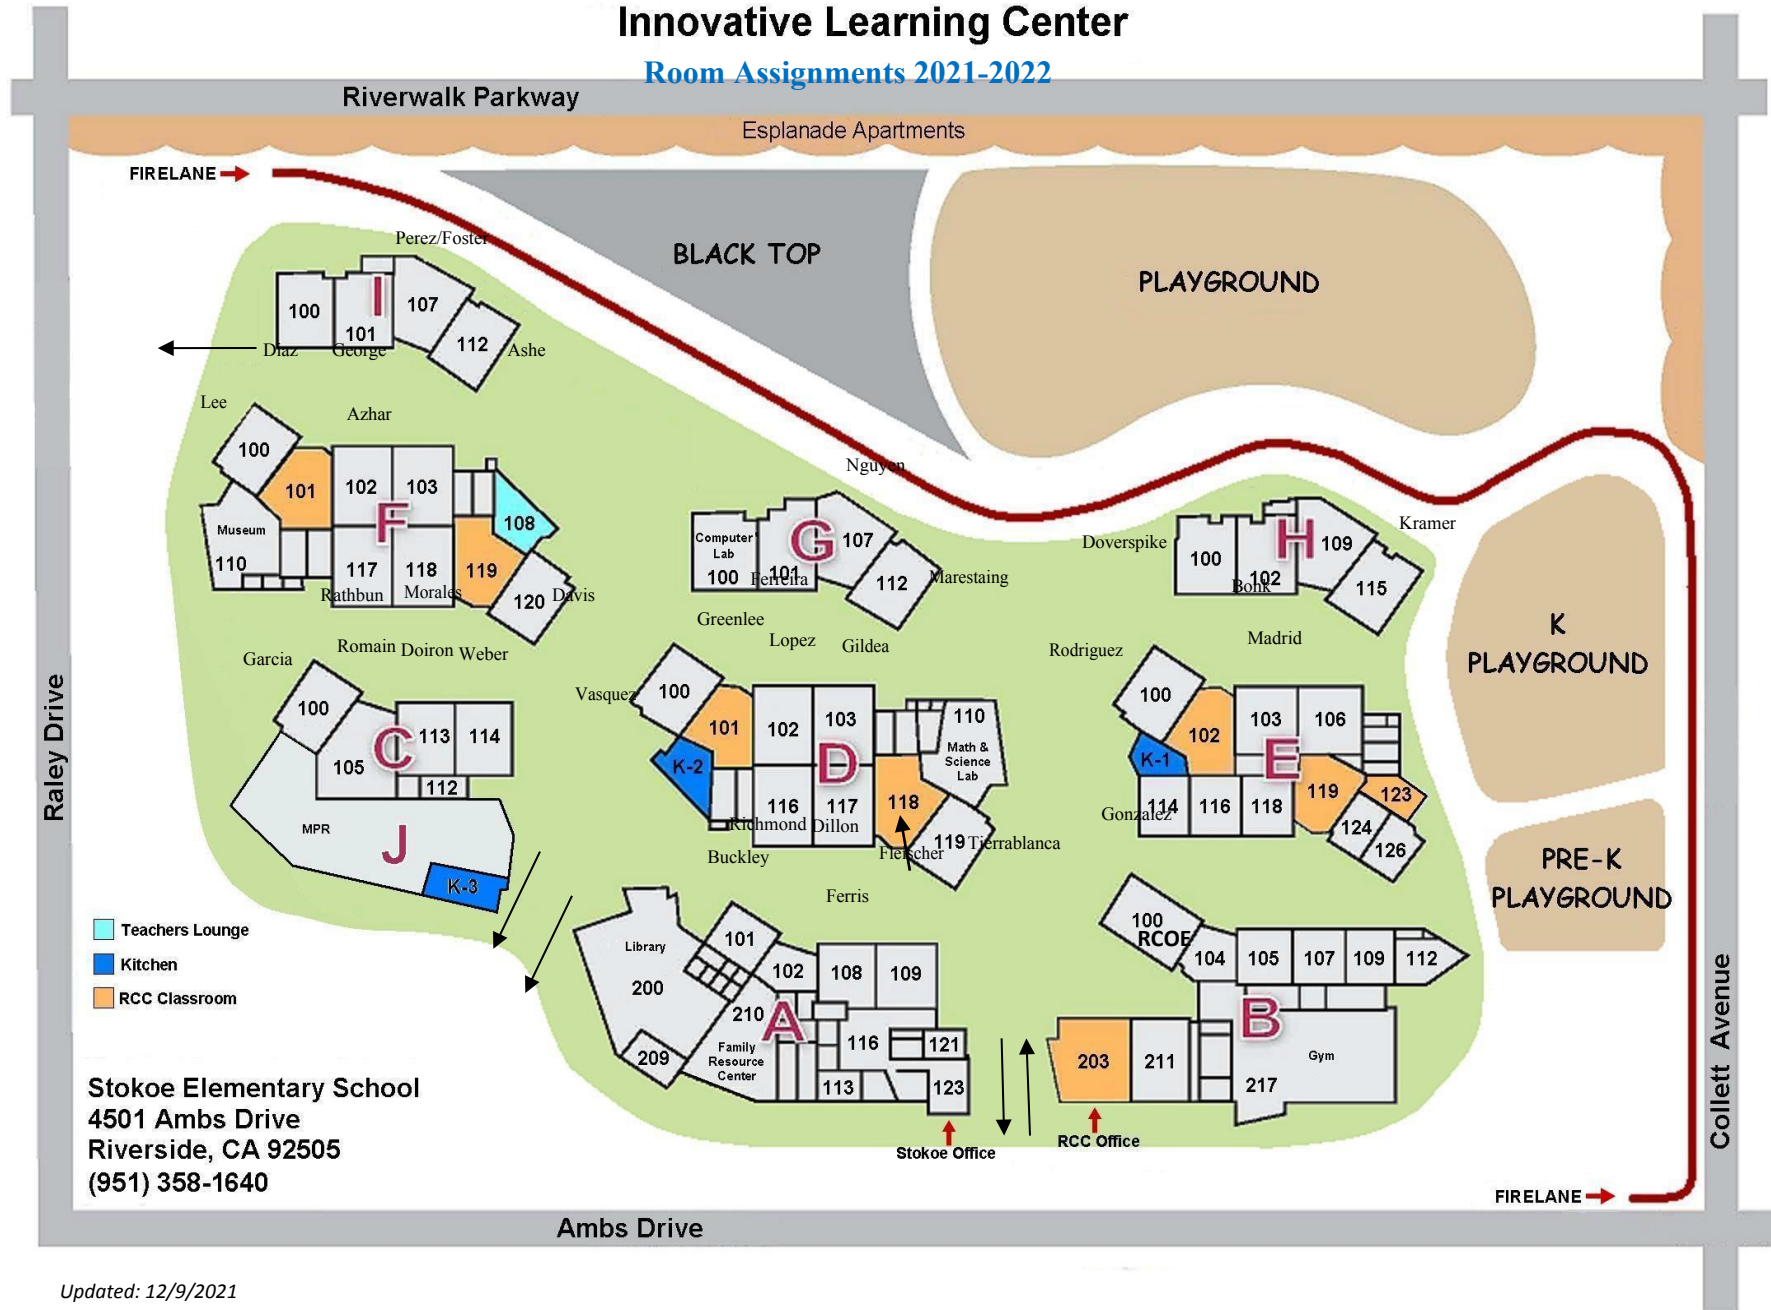 Innovative Learning Center
Room Assignments 2021-2022
Riverwalk Parkway
Esplanade Apartments
FIRELANE
BLACK TOP
PLAYGROUND
Perez/Foster
I
100
101
107
112
Diaz
George
Ashe
Lee
Azhar
100
101
102
103
108
F
Museum
110
117
118
119
120
Rathbun
Morales
Davis
Nguyen
G
Computer
Lab
100
101
107
112
Ferreira
Marestaing
Greenlee
Lopez
Gildea
Doverspike
Kramer
H
100
102
109
115
Bonk
Madrid
Rodriguez
K
PLAYGROUND
Garcia
Romain
Doiron
Weber
100
C
105
113
114
112
MPR
J
K-3
Vasquez
100
101
102
103
110
Math &
Science
Lab
K-2
D
116
117
118
119
Richmond
Dillon
Buckley
Fleischer
Tierrablanca
Ferris
100
102
103
106
K-1
E
Gonzalez
114
116
118
119
123
124
126
PRE-K
PLAYGROUND
Raley Drive
Teachers Lounge
Kitchen
RCC Classroom
Library
200
101
102
108
109
210
A
Family
Resource
Center
209
116
121
113
123
Stokoe Office
100
RCOE
104
105
107
109
112
B
203
211
217
Gym
RCC Office
Collett Avenue
Stokoe Elementary School
4501 Ambs Drive
Riverside, CA 92505
(951) 358-1640
FIRELANE
Ambs Drive
Updated: 12/9/2021